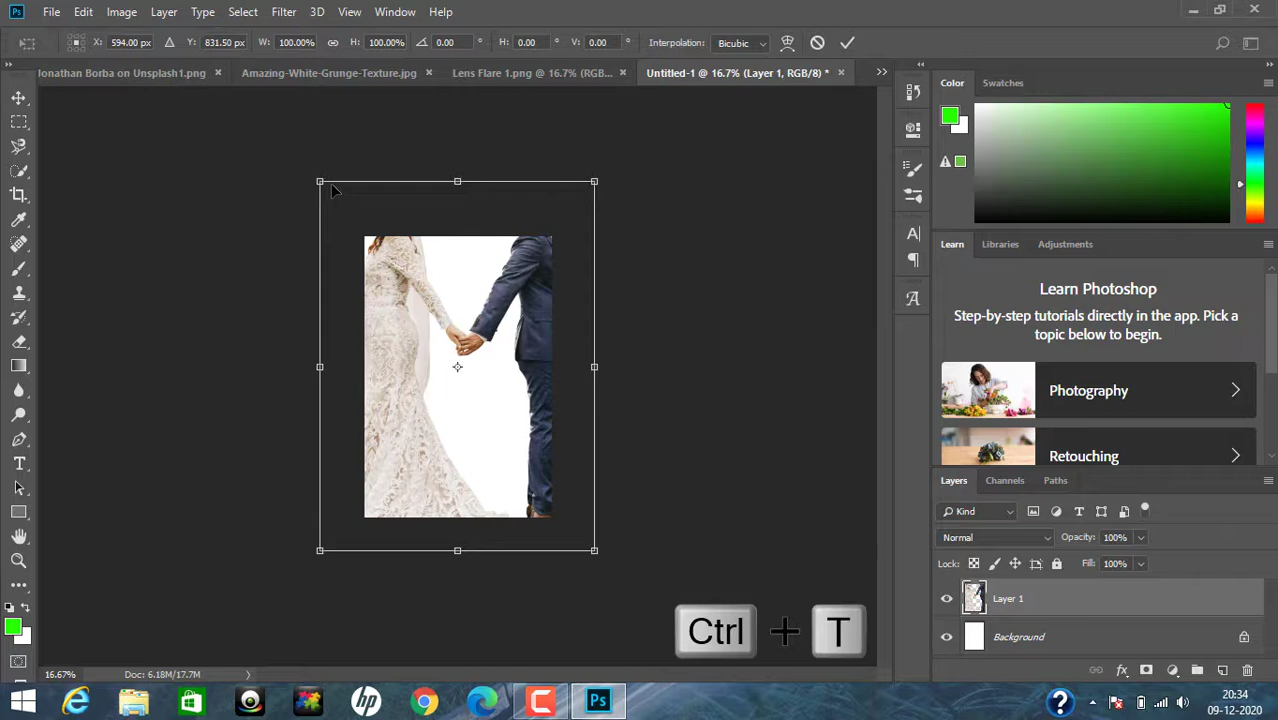 Ps File Edit Image Layer Type Select Filter 3D View Window Help
X: 594.00 px Y: 831.50 px W: 100.00% H: 100.00% 0.00 ° H: 0.00 ° V: 0.00 ° Interpolation: Bicubic
Jonathan Borba on Unsplash1.png × Amazing-White-Grunge-Texture.jpg × Lens Flare 1.png @ 16.7% (RGB... × Untitled-1 @ 16.7% (Layer 1, RGB/8) * ×
Color Swatches
Learn Libraries Adjustments
Learn Photoshop
Step-by-step tutorials directly in the app. Pick a
topic below to begin.
Photography
Retouching
Layers Channels Paths
Kind
Normal Opacity: 100%
Lock: Fill: 100%
Layer 1
Background
Ctrl + T
16.67% Doc: 6.18M/17.7M
20:34
09-12-2020